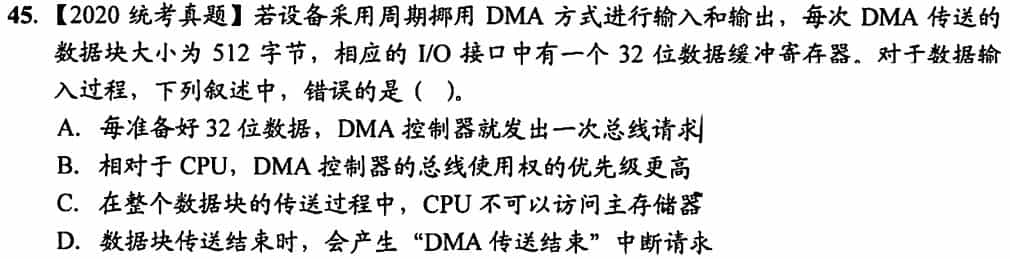 45. 【2020 统考真题】若设备采用周期挪用 DMA 方式进行输入和输出，每次 DMA 传送的
数据块大小为 512 字节，相应的 I/O 接口中有一个 32 位数据缓冲寄存器。对于数据输
入过程，下列叙述中，错误的是（ ）。
A. 每准备好 32 位数据，DMA 控制器就发出一次总线请求
B. 相对于 CPU，DMA 控制器的总线使用权的优先级更高
C. 在整个数据块的传送过程中，CPU 不可以访问主存储器
D. 数据块传送结束时，会产生“DMA 传送结束”中断请求